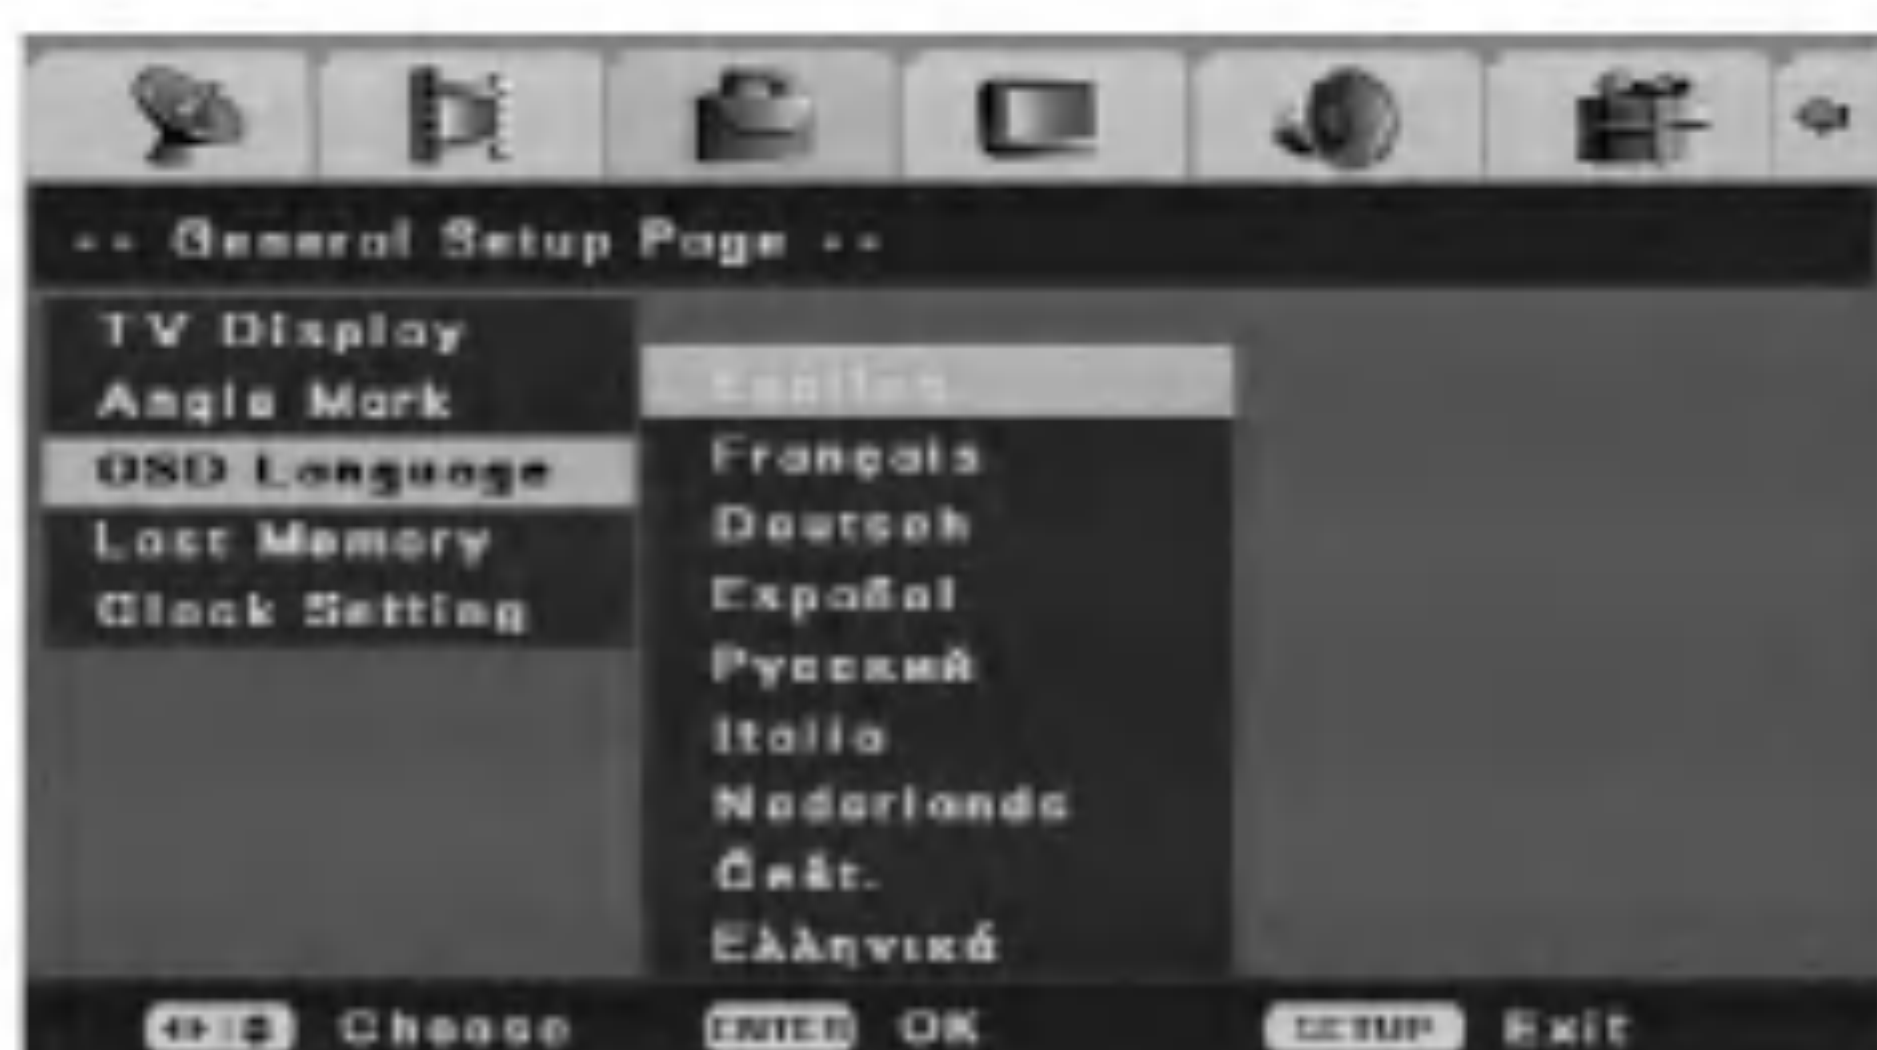 -- General Setup Page --
TV Display
Angle Mark
OSD Language
Last Memory
Clock Setting
English
Français
Deutsch
Español
Русский
Italia
Nederlands
Ελληνικά
Choose
ENTER OK
SETUP Exit